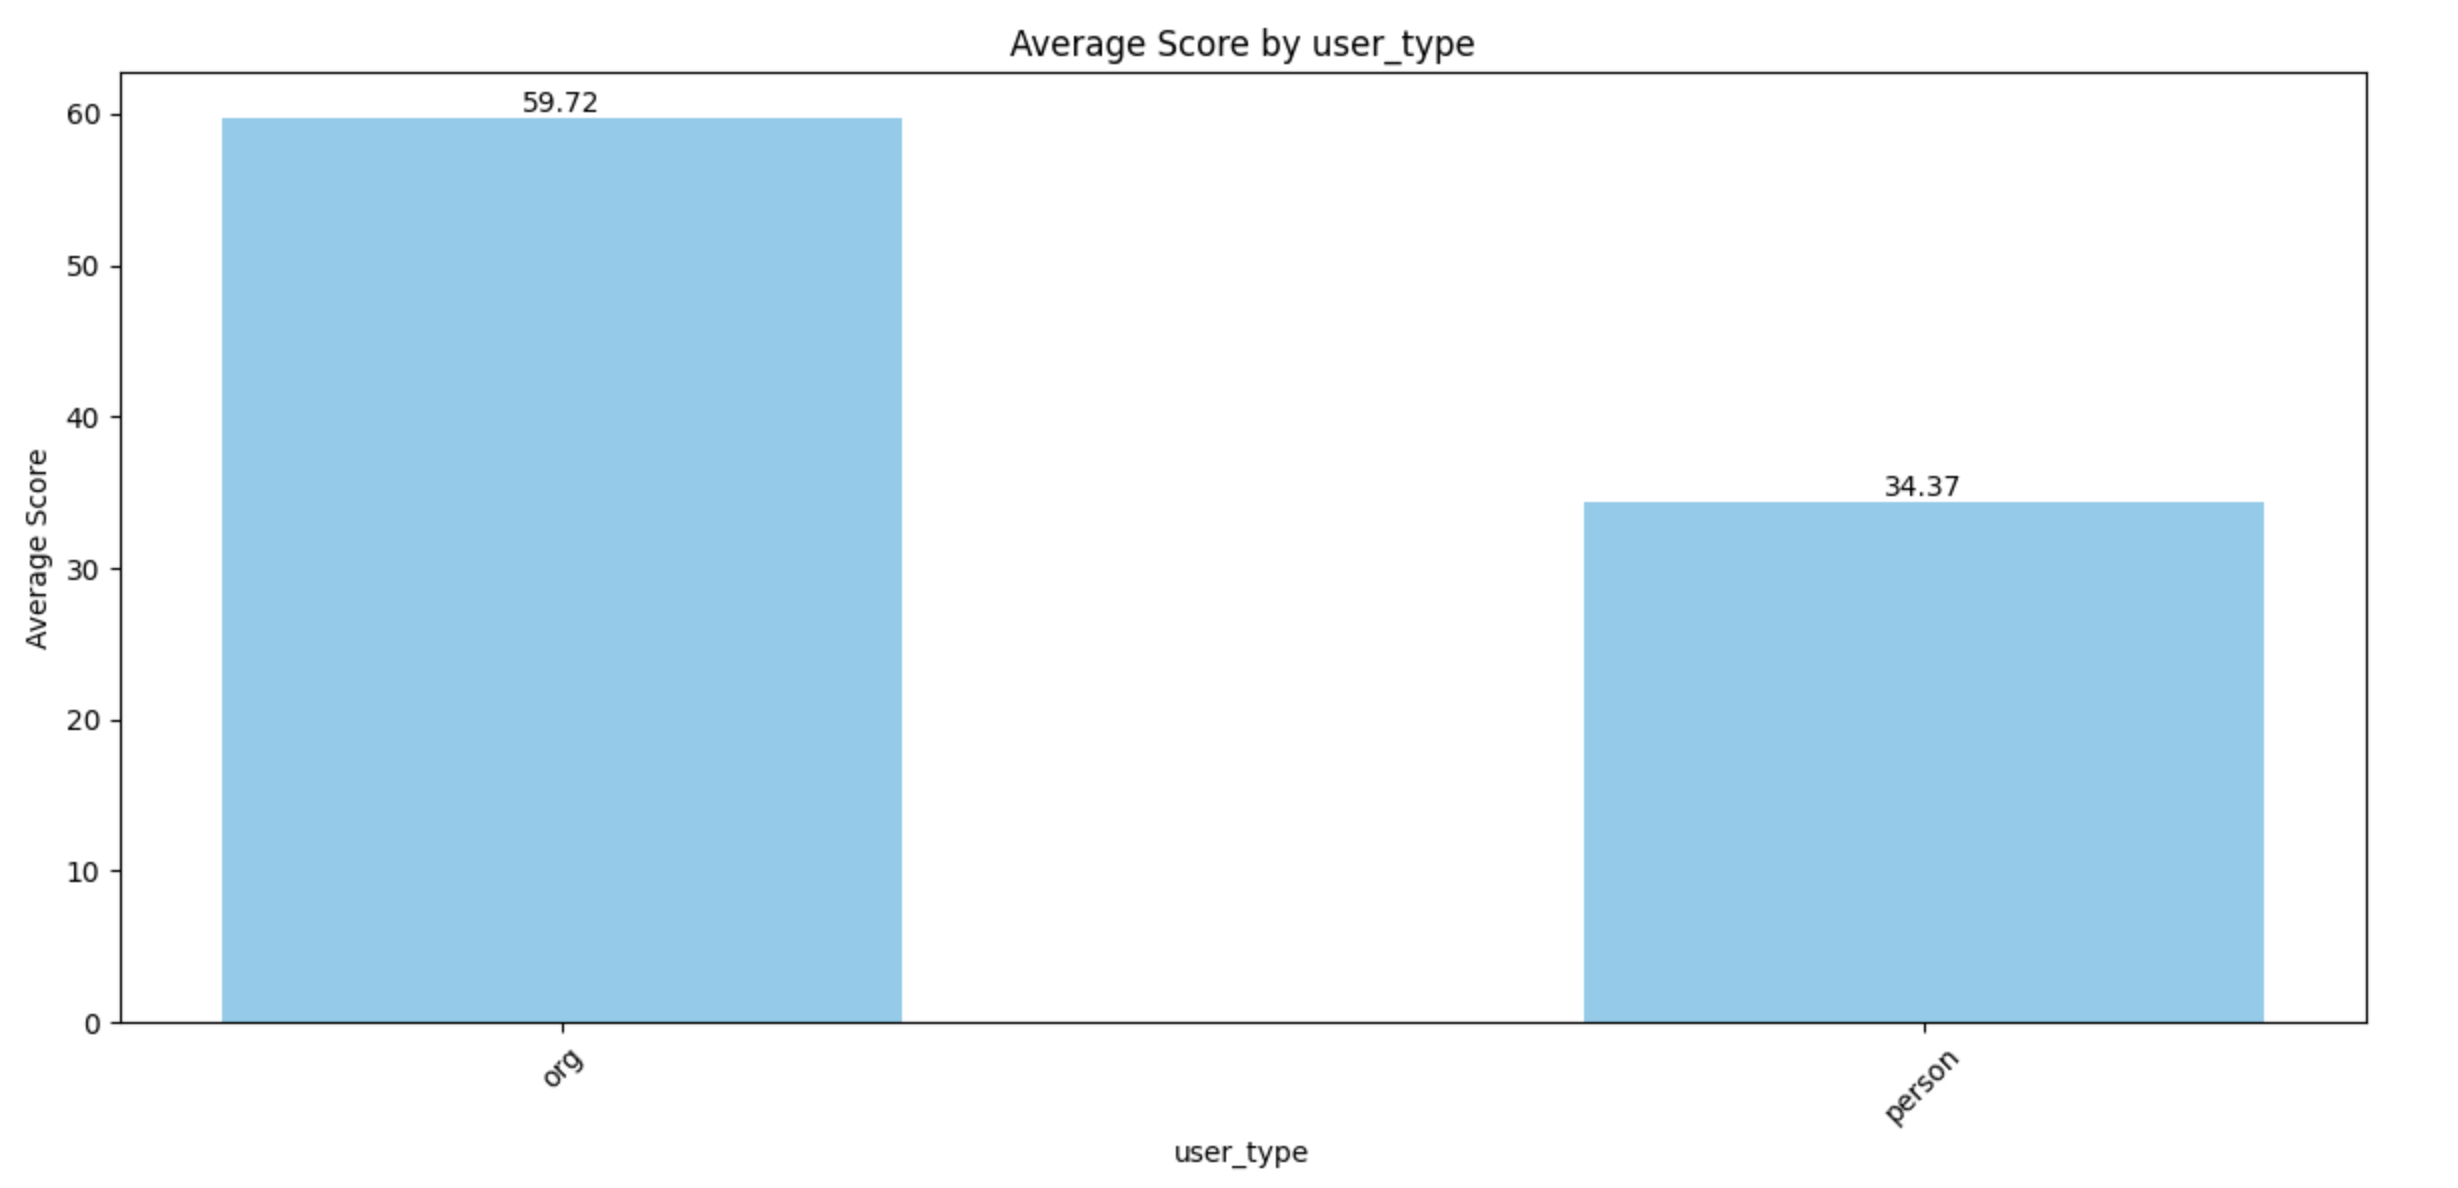 Average Score by user_type
59.72
34.37
60
50
40
30
20
10
0
Average Score
org
person
user_type